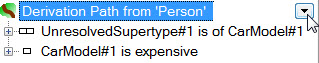 Derivation Path from 'Person'
UnresolvedSupertype#1 is of CarModel#1
CarModel#1 is expensive